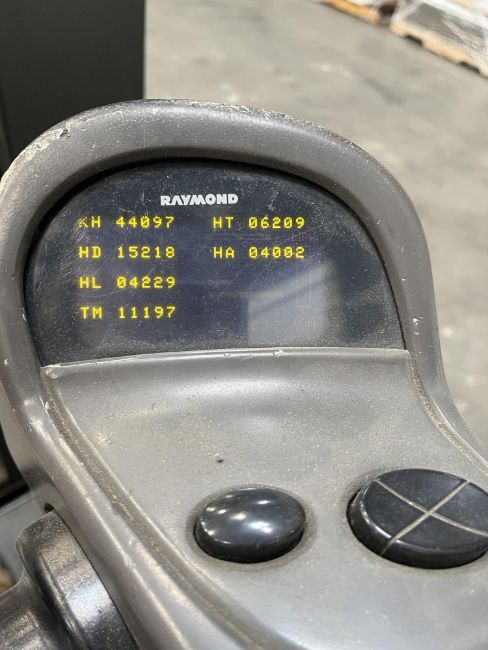 RAYMOND
KH 44097 HT 06209
HD 15218 HA 04002
HL 04229
TM 11197